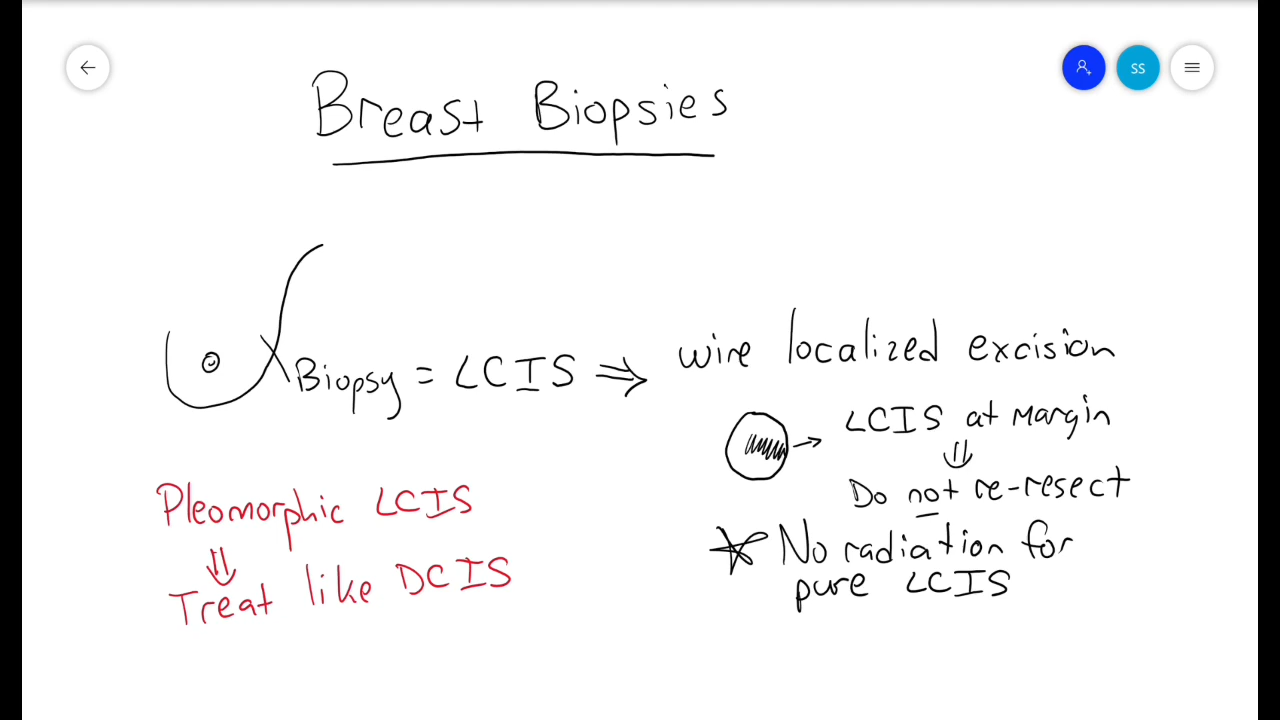 SS
Breast Biopsies
Biopsy = LCIS ⇒ wire localized excision
→ LCIS at margin
⇓
Do not re-resect
* No radiation for
pure LCIS
Pleomorphic LCIS
⇓
Treat like DCIS